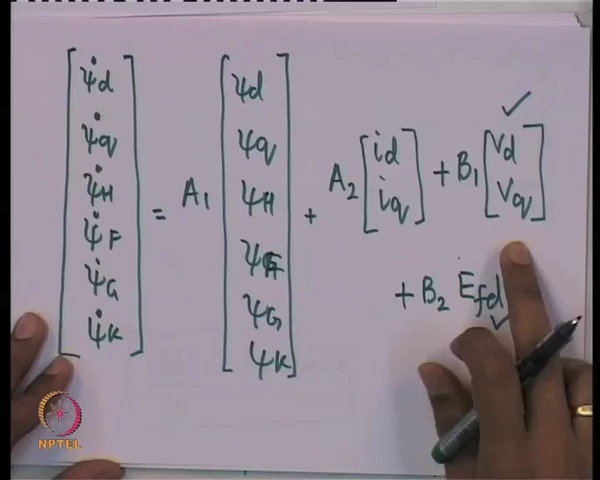 [ψ̇d ψ̇q ψ̇H ψ̇F ψ̇G ψ̇K] = A1 [ψd ψq ψH ψF ψG ψK] + A2 [id iq] + B1 [Vd Vq] ✓
+ B2 Efd ✓
NPTEL